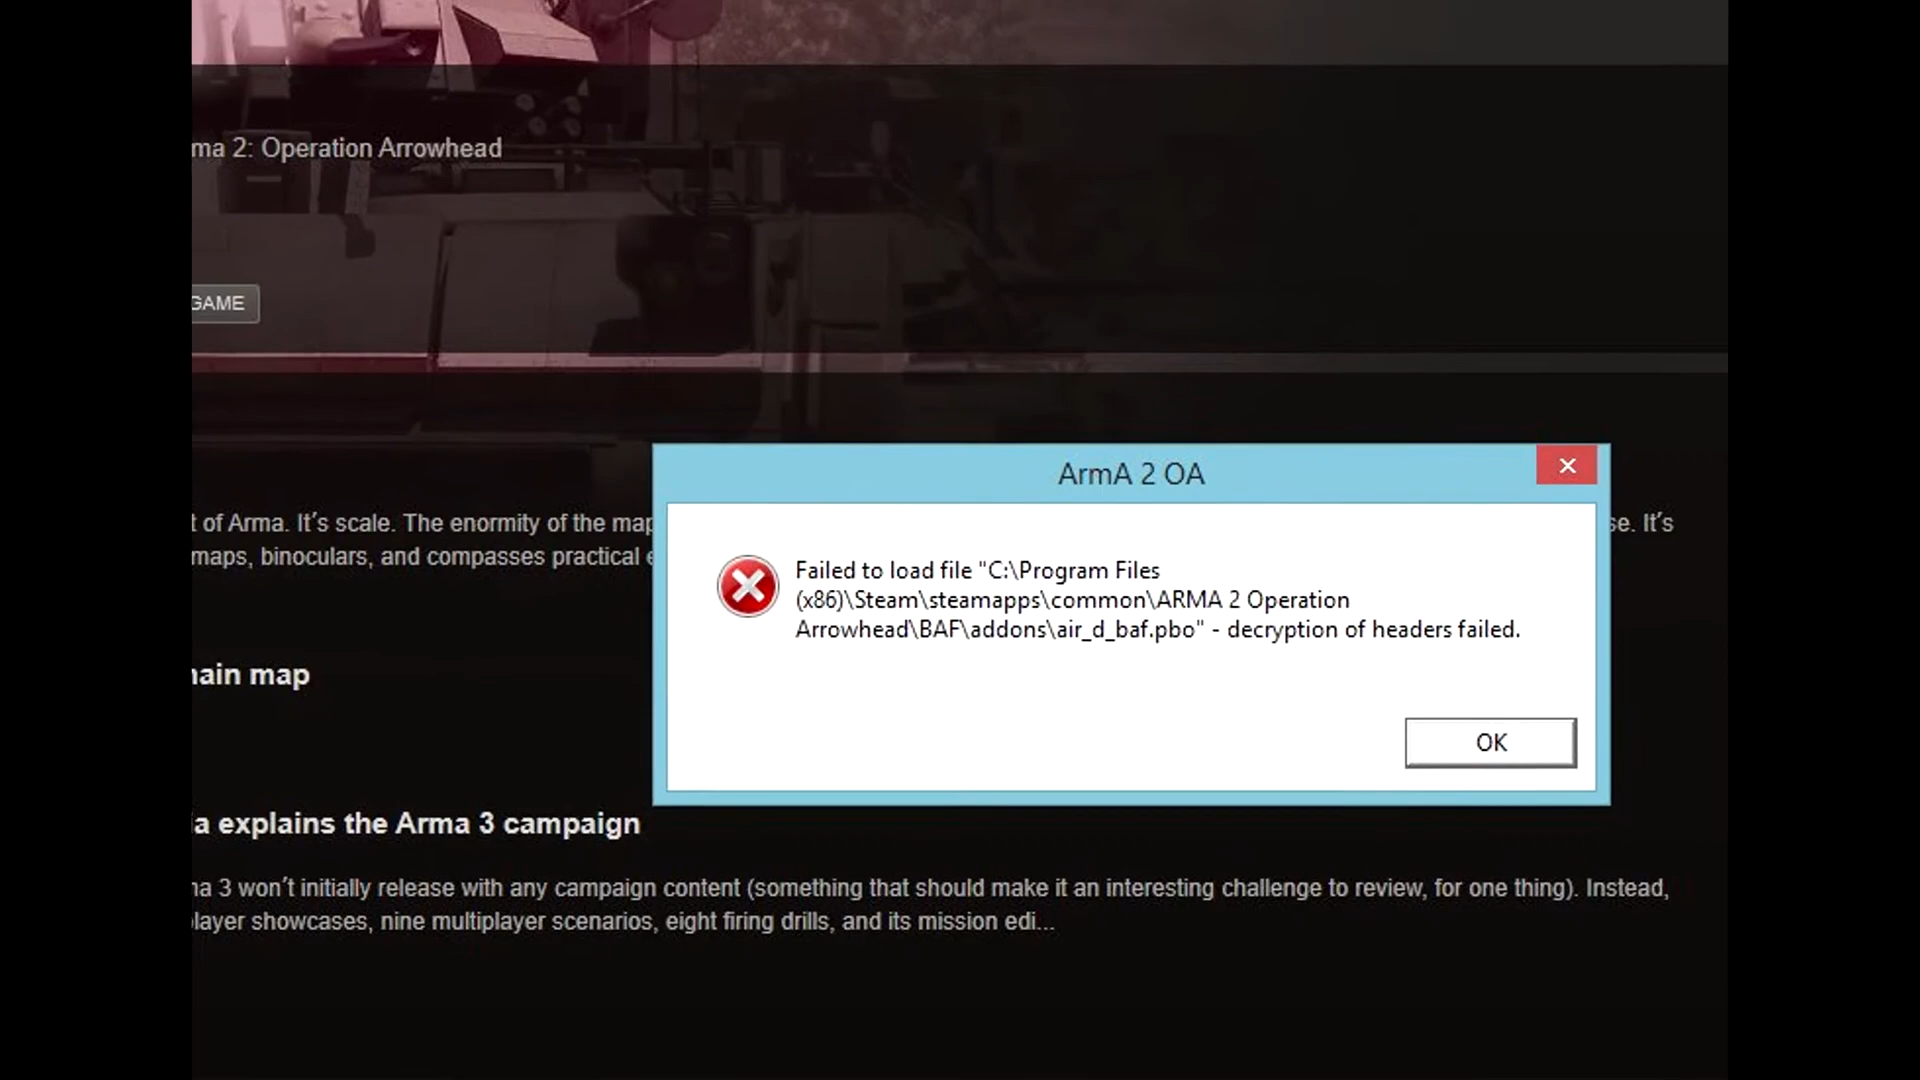 ma 2: Operation Arrowhead
GAME
ArmA 2 OA
Failed to load file "C:\Program Files
(x86)\Steam\steamapps\common\ARMA 2 Operation
Arrowhead\BAF\addons\air_d_baf.pbo" - decryption of headers failed.
OK
t of Arma. It's scale. The enormity of the map
se. It's
maps, binoculars, and compasses practical e
main map
ia explains the Arma 3 campaign
ma 3 won't initially release with any campaign content (something that should make it an interesting challenge to review, for one thing). Instead,
player showcases, nine multiplayer scenarios, eight firing drills, and its mission edi...